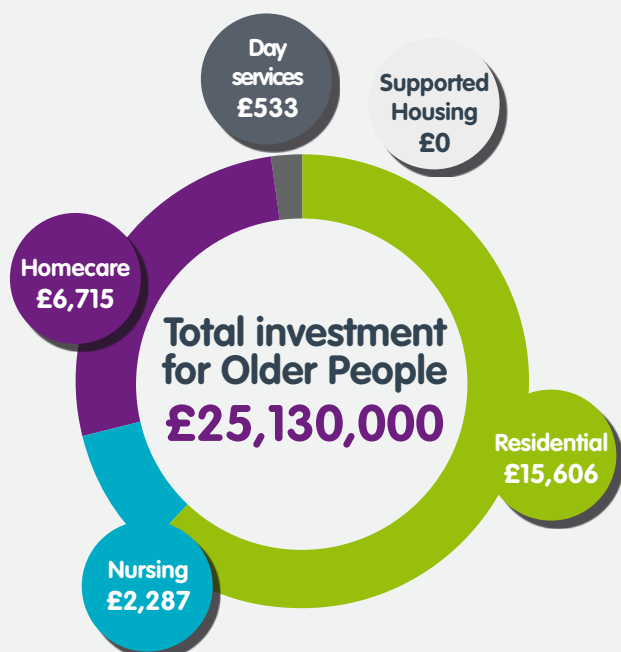 Day
services
£533
Supported
Housing
£0
Homecare
£6,715
Total investment
for Older People
£25,130,000
Residential
£15,606
Nursing
£2,287